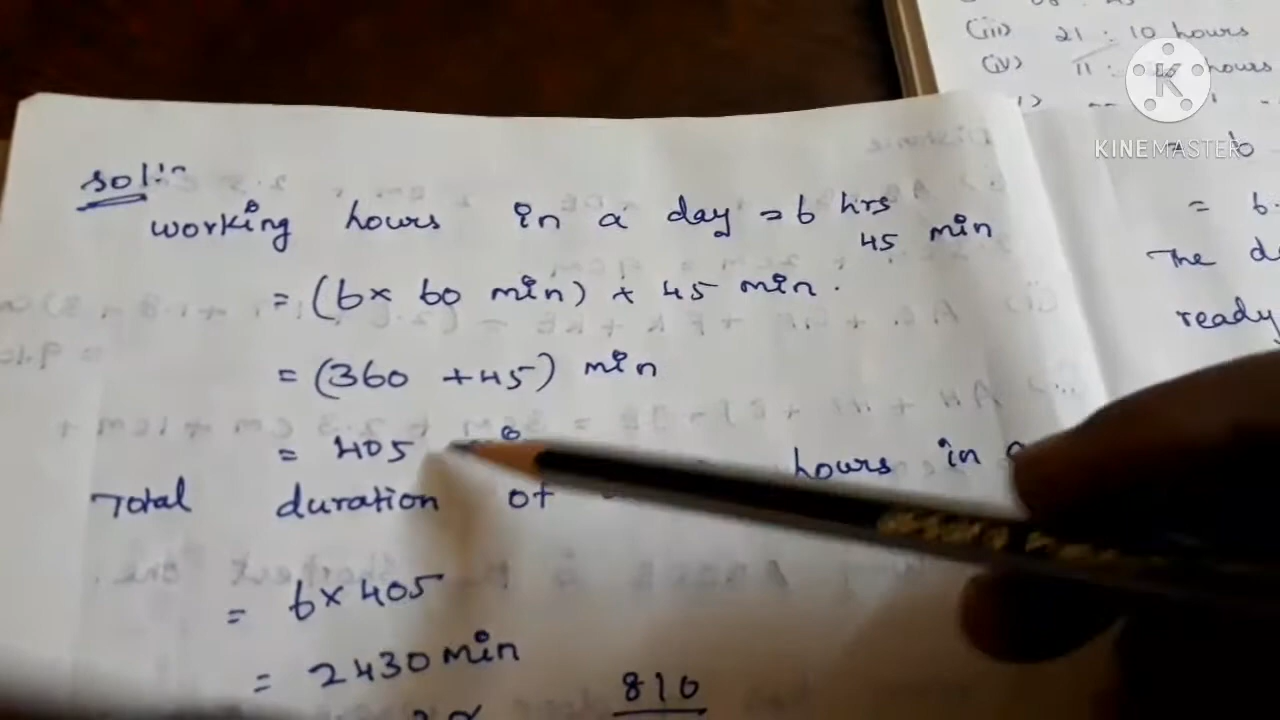 Sol:-
working hours in a day = 6 hrs
45 min
= (6 x 60 min) + 45 min.
= (360 + 45) min
= 405
Total duration of hours in
= 6 x 405
= 2430 min
810
(iii) 21 : 10 hours
(iv) 11 : hours
= 6
The
ready
KINEMASTER